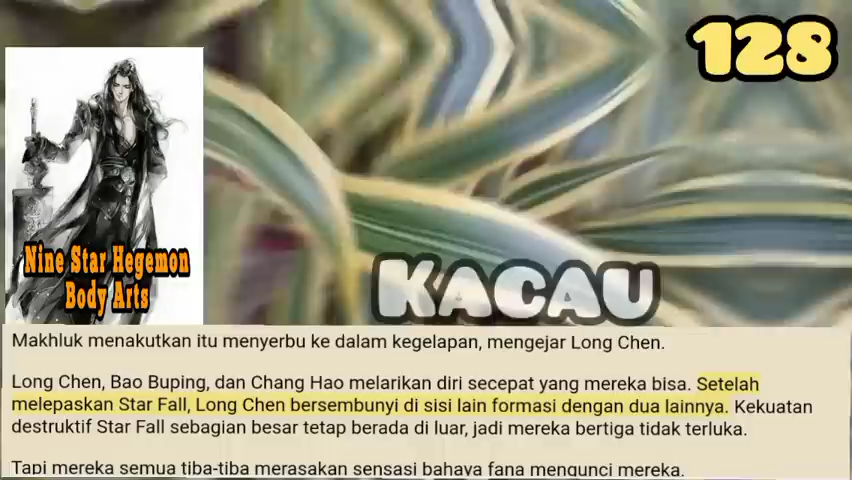 128
Nine Star Hegemon
Body Arts
KACAU
Makhluk menakutkan itu menyerbu ke dalam kegelapan, mengejar Long Chen.
Long Chen, Bao Buping, dan Chang Hao melarikan diri secepat yang mereka bisa. Setelah
melepaskan Star Fall, Long Chen bersembunyi di sisi lain formasi dengan dua lainnya. Kekuatan
destruktif Star Fall sebagian besar tetap berada di luar, jadi mereka bertiga tidak terluka.
Tapi mereka semua tiba-tiba merasakan sensasi bahaya fana mengunci mereka.